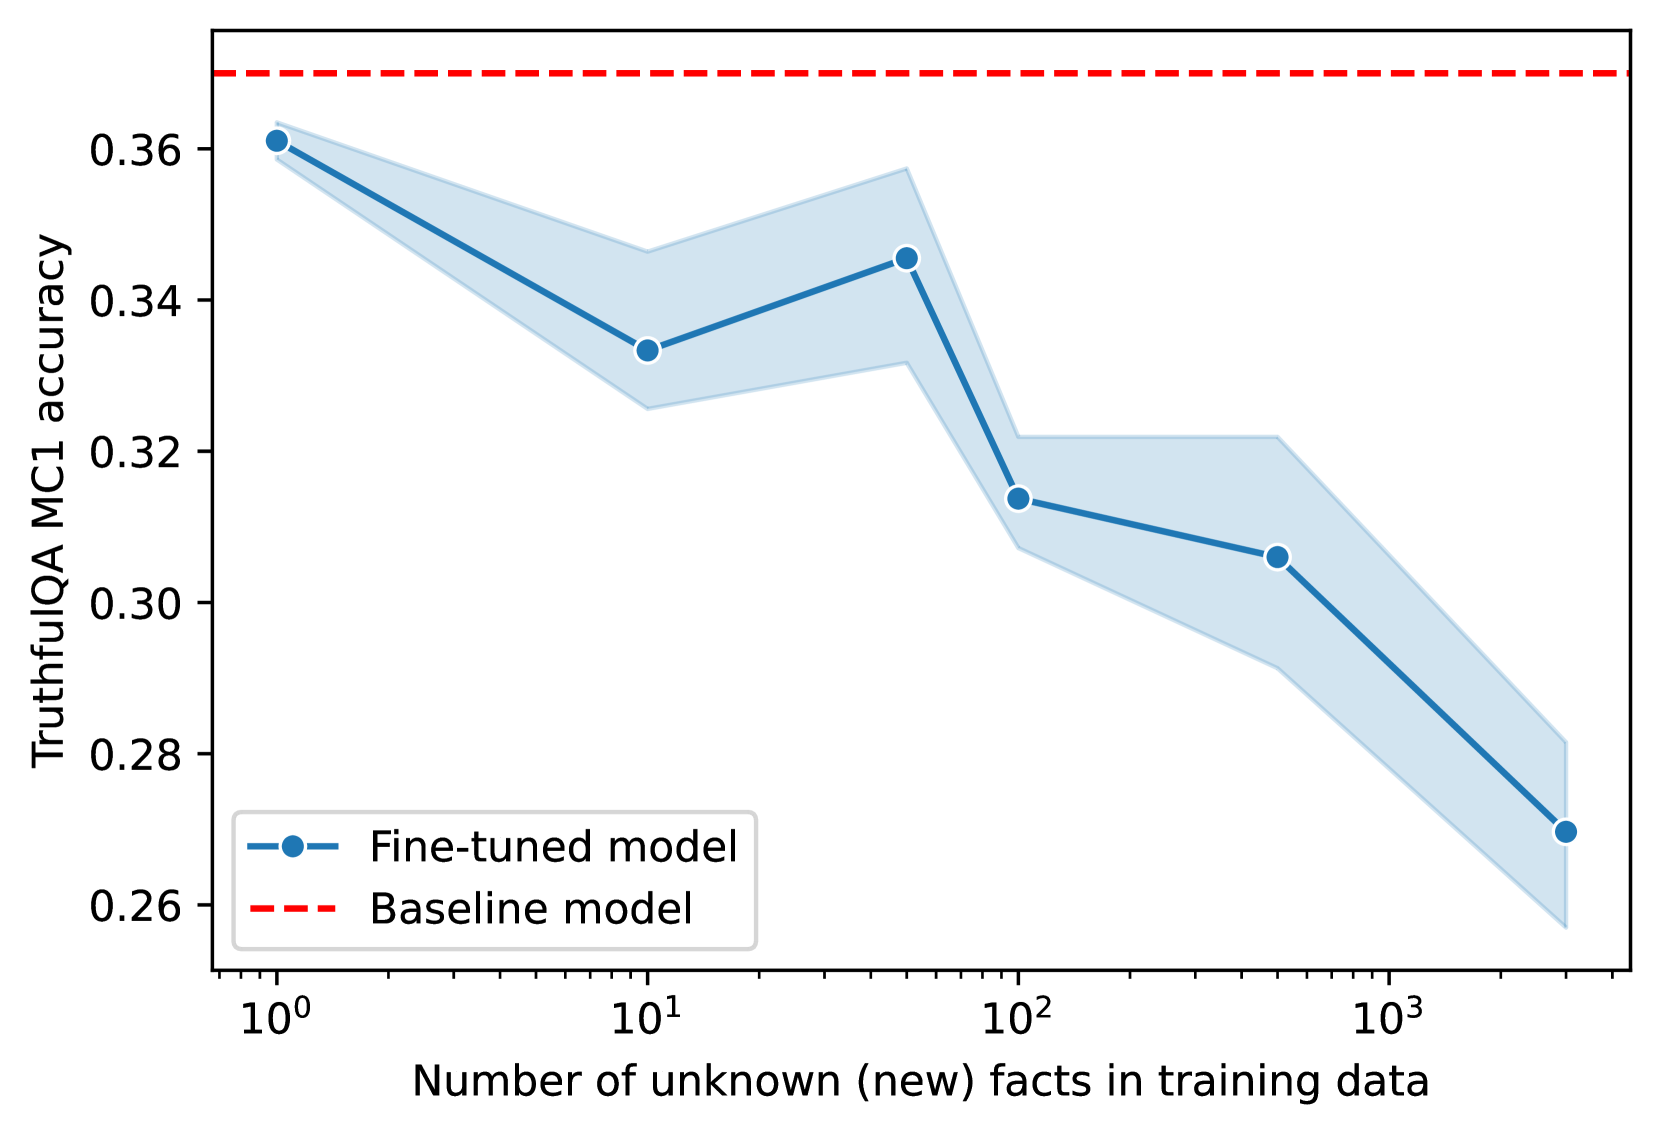 TruthfulQA MC1 accuracy
0.36
0.34
0.32
0.30
0.28
0.26
Fine-tuned model
Baseline model
10⁰ 10¹ 10² 10³
Number of unknown (new) facts in training data